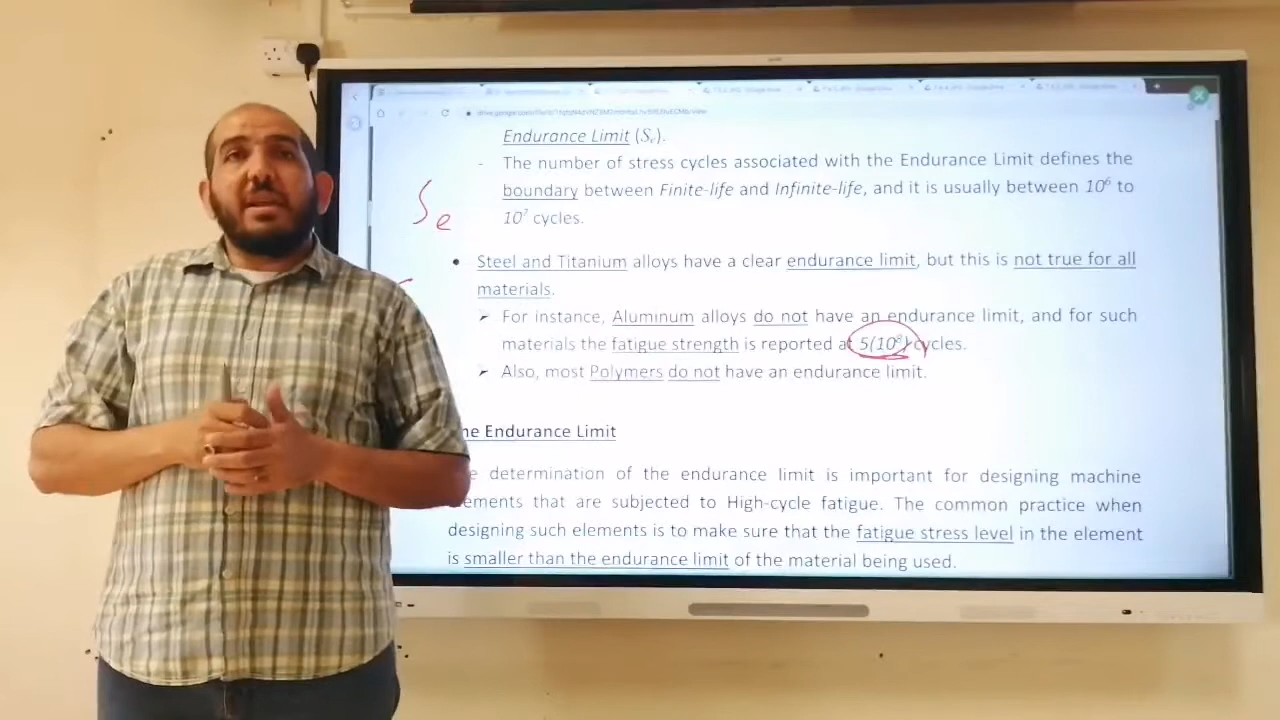 Endurance Limit (Se).
- The number of stress cycles associated with the Endurance Limit defines the
boundary between Finite-life and Infinite-life, and it is usually between 10⁶ to
10⁷ cycles.
Se
• Steel and Titanium alloys have a clear endurance limit, but this is not true for all
materials.
➢ For instance, Aluminum alloys do not have an endurance limit, and for such
materials the fatigue strength is reported at 5(10⁸) cycles.
➢ Also, most Polymers do not have an endurance limit.
he Endurance Limit
e determination of the endurance limit is important for designing machine
ements that are subjected to High-cycle fatigue. The common practice when
designing such elements is to make sure that the fatigue stress level in the element
is smaller than the endurance limit of the material being used.